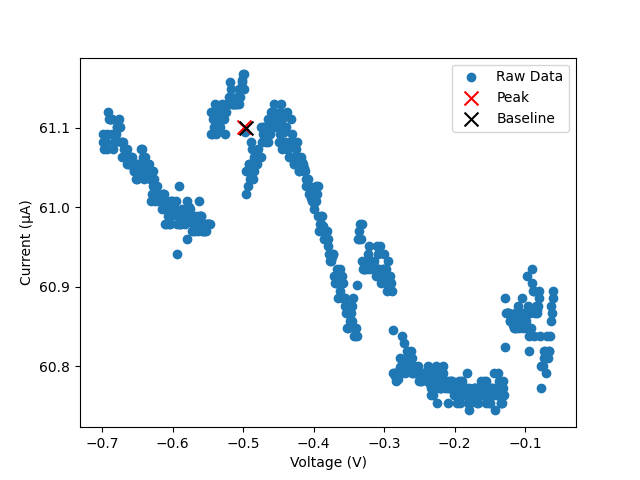 Raw Data
Peak
Baseline
61.1
61.0
60.9
60.8
Current (μA)
−0.7 −0.6 −0.5 −0.4 −0.3 −0.2 −0.1
Voltage (V)